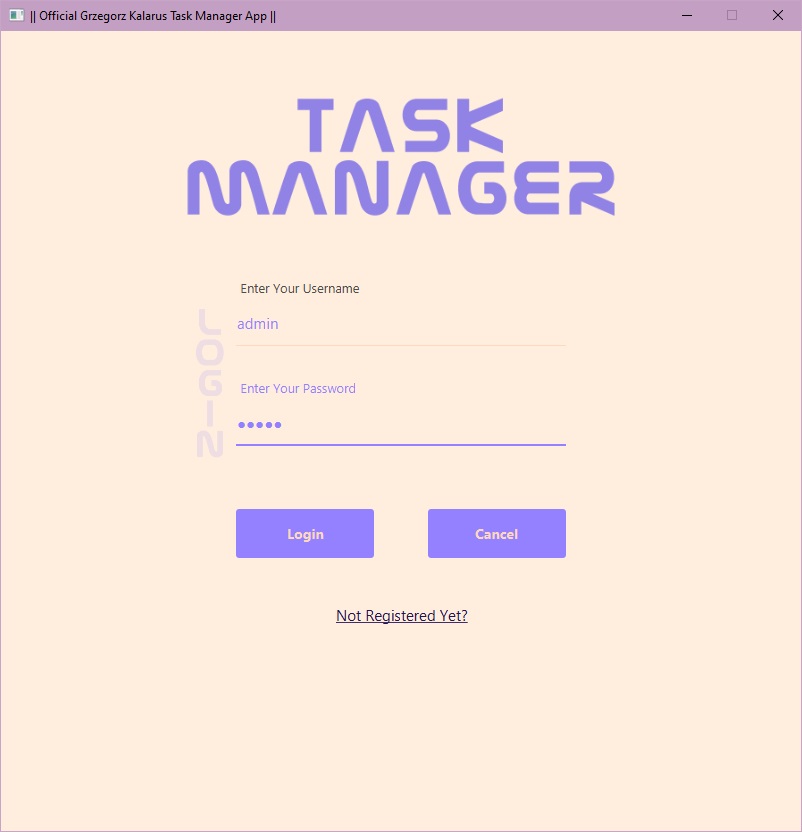 || Official Grzegorz Kalarus Task Manager App ||
TASK
MANAGER
Enter Your Username
LOGIN
admin
Enter Your Password
•••••
Login Cancel
Not Registered Yet?